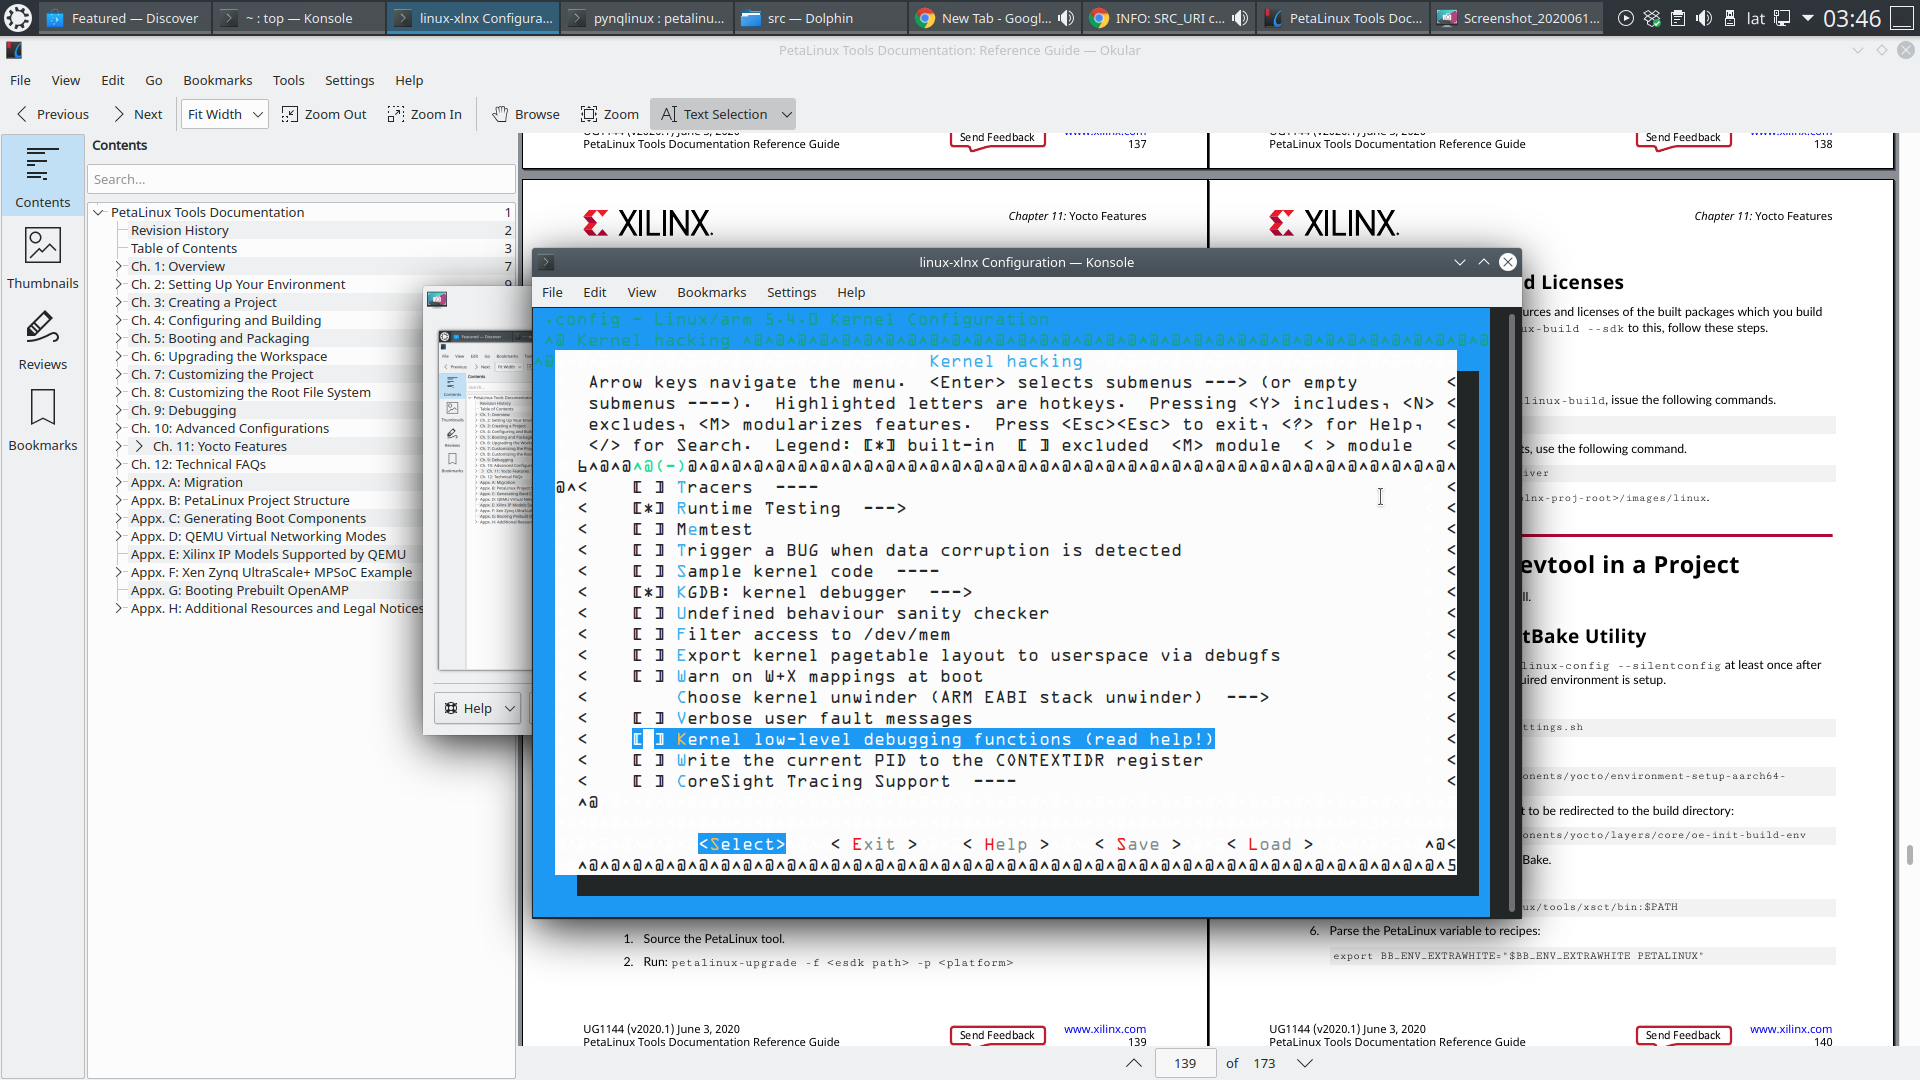 Featured — Discover
~ : top — Konsole
linux-xlnx Configura...
pynqlinux : petalinu...
src — Dolphin
New Tab - Googl...
INFO: SRC_URI c...
PetaLinux Tools Doc...
Screenshot_2020061...
lat
03:46
PetaLinux Tools Documentation: Reference Guide — Okular
File View Edit Go Bookmarks Tools Settings Help
Previous Next Fit Width Zoom Out Zoom In Browse Zoom Text Selection
Contents
Thumbnails
Reviews
Bookmarks
Contents
Search...
PetaLinux Tools Documentation 1
Revision History 2
Table of Contents 3
Ch. 1: Overview 7
Ch. 2: Setting Up Your Environment 9
Ch. 3: Creating a Project
Ch. 4: Configuring and Building
Ch. 5: Booting and Packaging
Ch. 6: Upgrading the Workspace
Ch. 7: Customizing the Project
Ch. 8: Customizing the Root File System
Ch. 9: Debugging
Ch. 10: Advanced Configurations
Ch. 11: Yocto Features
Ch. 12: Technical FAQs
Appx. A: Migration
Appx. B: PetaLinux Project Structure
Appx. C: Generating Boot Components
Appx. D: QEMU Virtual Networking Modes
Appx. E: Xilinx IP Models Supported by QEMU
Appx. F: Xen Zynq UltraScale+ MPSoC Example
Appx. G: Booting Prebuilt OpenAMP
Appx. H: Additional Resources and Legal Notices
Help
UG1144 (v2020.1) June 3, 2020
PetaLinux Tools Documentation Reference Guide
Send Feedback
www.xilinx.com
137
PetaLinux Tools Documentation Reference Guide
Send Feedback
www.xilinx.com
138
XILINX.
Chapter 11: Yocto Features
XILINX.
Chapter 11: Yocto Features
linux-xlnx Configuration — Konsole
File Edit View Bookmarks Settings Help
.config - Linux/arm 5.4.0 Kernel Configuration
^@ Kernel hacking ^@^@^@^@^@^@^@^@^@^@^@^@^@^@^@^@^@^@^@^@^@^@^@^@^@^@^@^@^@^@^@^@^@^@
Kernel hacking
Arrow keys navigate the menu. <Enter> selects submenus ---> (or empty <
submenus ----). Highlighted letters are hotkeys. Pressing <Y> includes, <N> <
excludes, <M> modularizes features. Press <Esc><Esc> to exit, <?> for Help, <
</> for Search. Legend: [*] built-in [ ] excluded <M> module < > module <
6^@^@^@(-)@^@^@^@^@^@^@^@^@^@^@^@^@^@^@^@^@^@^@^@^@^@^@^@^@^@^@^@^@^@^@^@^@^@^@^
@^< [ ] Tracers ---- <
< [*] Runtime Testing ---> <
< [ ] Memtest <
< [ ] Trigger a BUG when data corruption is detected <
< [ ] Sample kernel code ---- <
< [*] KGDB: kernel debugger ---> <
< [ ] Undefined behaviour sanity checker <
< [ ] Filter access to /dev/mem <
< [ ] Export kernel pagetable layout to userspace via debugfs <
< [ ] Warn on W+X mappings at boot <
< Choose kernel unwinder (ARM EABI stack unwinder) ---> <
< [ ] Verbose user fault messages <
< [ ] Kernel low-level debugging functions (read help!) <
< [ ] Write the current PID to the CONTEXTIDR register <
< [ ] CoreSight Tracing Support ---- <
^@
<Select> < Exit > < Help > < Save > < Load > ^@<
^@^@^@^@^@^@^@^@^@^@^@^@^@^@^@^@^@^@^@^@^@^@^@^@^@^@^@^@^@^@^@^@^@^@^@^@^@^@^@^5
d Licenses
urces and licenses of the built packages which you build
ux-build --sdk to this, follow these steps.
linux-build, issue the following commands.
ts, use the following command.
iver
plnx-proj-root>/images/linux.
evtool in a Project
ll.
tBake Utility
linux-config --silentconfig at least once after
uired environment is setup.
ttings.sh
onents/yocto/environment-setup-aarch64-
t to be redirected to the build directory:
onents/yocto/layers/core/oe-init-build-env
Bake.
ux/tools/xsct/bin:$PATH
1. Source the PetaLinux tool.
2. Run: petalinux-upgrade -f <esdk path> -p <platform>
6. Parse the PetaLinux variable to recipes:
export BB_ENV_EXTRAWHITE="$BB_ENV_EXTRAWHITE PETALINUX"
UG1144 (v2020.1) June 3, 2020
PetaLinux Tools Documentation Reference Guide
Send Feedback
www.xilinx.com
139
UG1144 (v2020.1) June 3, 2020
PetaLinux Tools Documentation Reference Guide
Send Feedback
www.xilinx.com
140
139 of 173